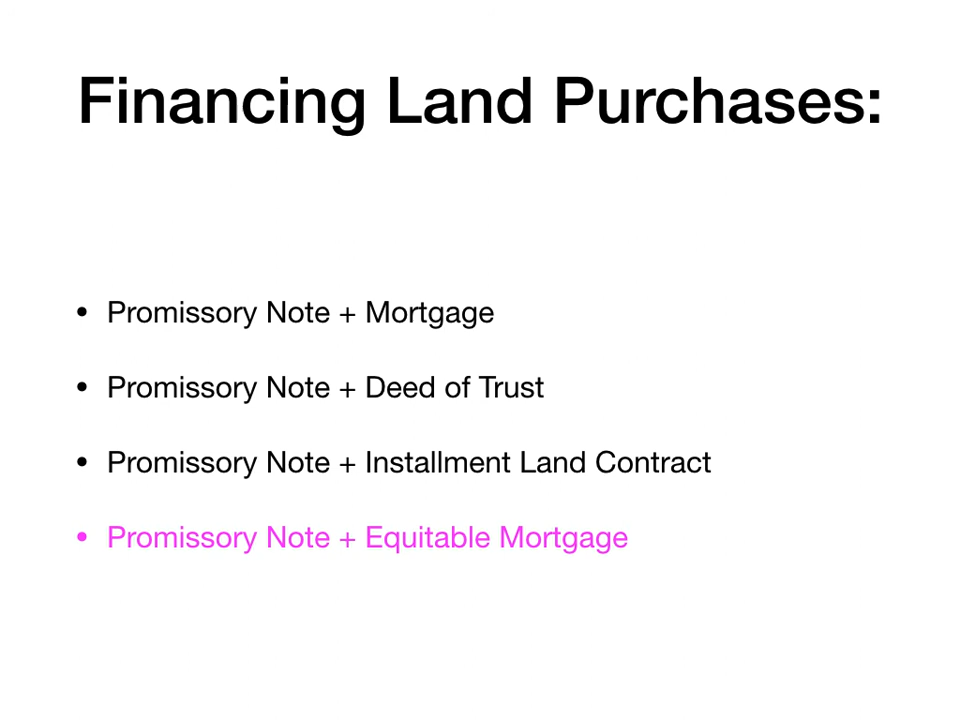 Financing Land Purchases:
• Promissory Note + Mortgage
• Promissory Note + Deed of Trust
• Promissory Note + Installment Land Contract
• Promissory Note + Equitable Mortgage